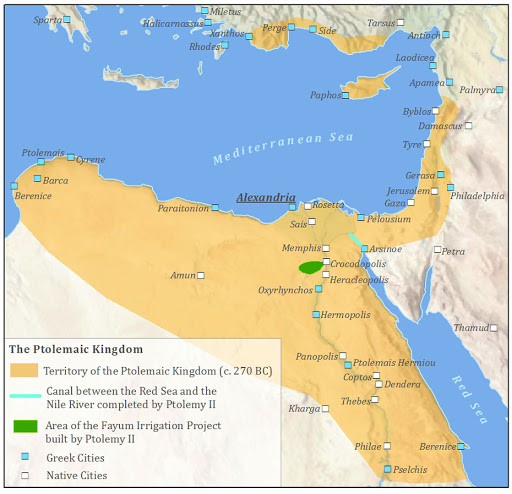 Miletus
Sparta
Halicarnassus
Tarsus
Xanthos
Perge
Side
Antioch
Rhodes
Laodicea
Apamea
Palmyra
Paphos
Byblos
Damascus
Mediterranean Sea
Tyre
Ptolemais
Cyrene
Gerasa
Barca
Jerusalem
Philadelphia
Berenice
Alexandria
Rosetta
Gaza
Paraitonion
Pelousium
Sais
Memphis
Arsinoe
Petra
Crocodopolis
Amun
Heracleopolis
Oxyrhynchos
Hermopolis
Thamud
The Ptolemaic Kingdom
Panopolis
Ptolemais Hermiou
Territory of the Ptolemaic Kingdom (c. 270 BC)
Coptos
Dendera
Red Sea
Canal between the Red Sea and the
Nile River completed by Ptolemy II
Thebes
Kharga
Area of the Fayum Irrigation Project
built by Ptlemy II
Philae
Berenice
Greek Cities
Pselchis
Native Cities